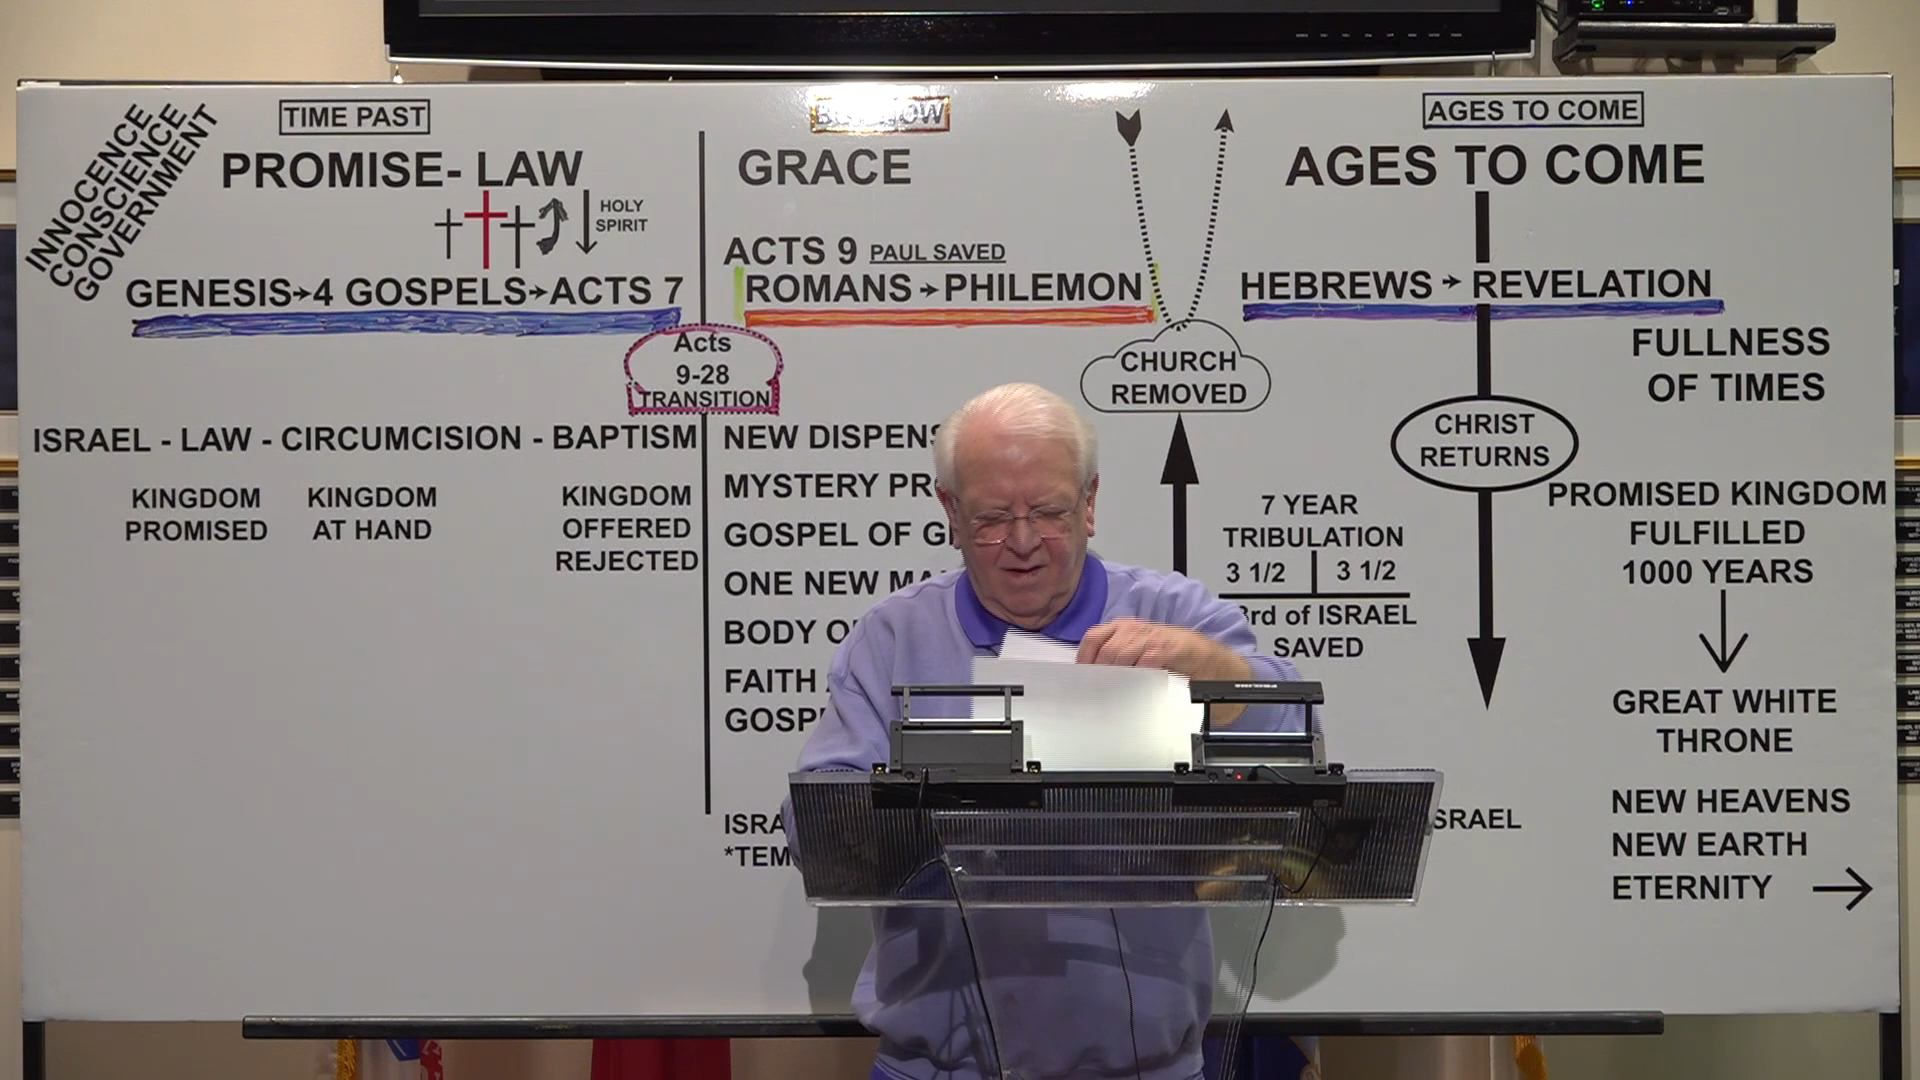 INNOCENCE
CONSCIENCE
GOVERNMENT
TIME PAST
PROMISE- LAW
HOLY
SPIRIT
GENESIS→4 GOSPELS→ACTS 7
Acts
9-28
TRANSITION
ISRAEL - LAW - CIRCUMCISION - BAPTISM
KINGDOM
PROMISED
KINGDOM
AT HAND
KINGDOM
OFFERED
REJECTED
GRACE
ACTS 9 PAUL SAVED
ROMANS→PHILEMON
CHURCH
REMOVED
NEW DISPENS
MYSTERY PR
GOSPEL OF G
ONE NEW MA
BODY O
FAITH
GOSP
ISRA
*TEM
7 YEAR
TRIBULATION
3 1/2 3 1/2
3rd of ISRAEL
SAVED
SRAEL
AGES TO COME
AGES TO COME
HEBREWS→REVELATION
FULLNESS
OF TIMES
CHRIST
RETURNS
PROMISED KINGDOM
FULFILLED
1000 YEARS
GREAT WHITE
THRONE
NEW HEAVENS
NEW EARTH
ETERNITY →